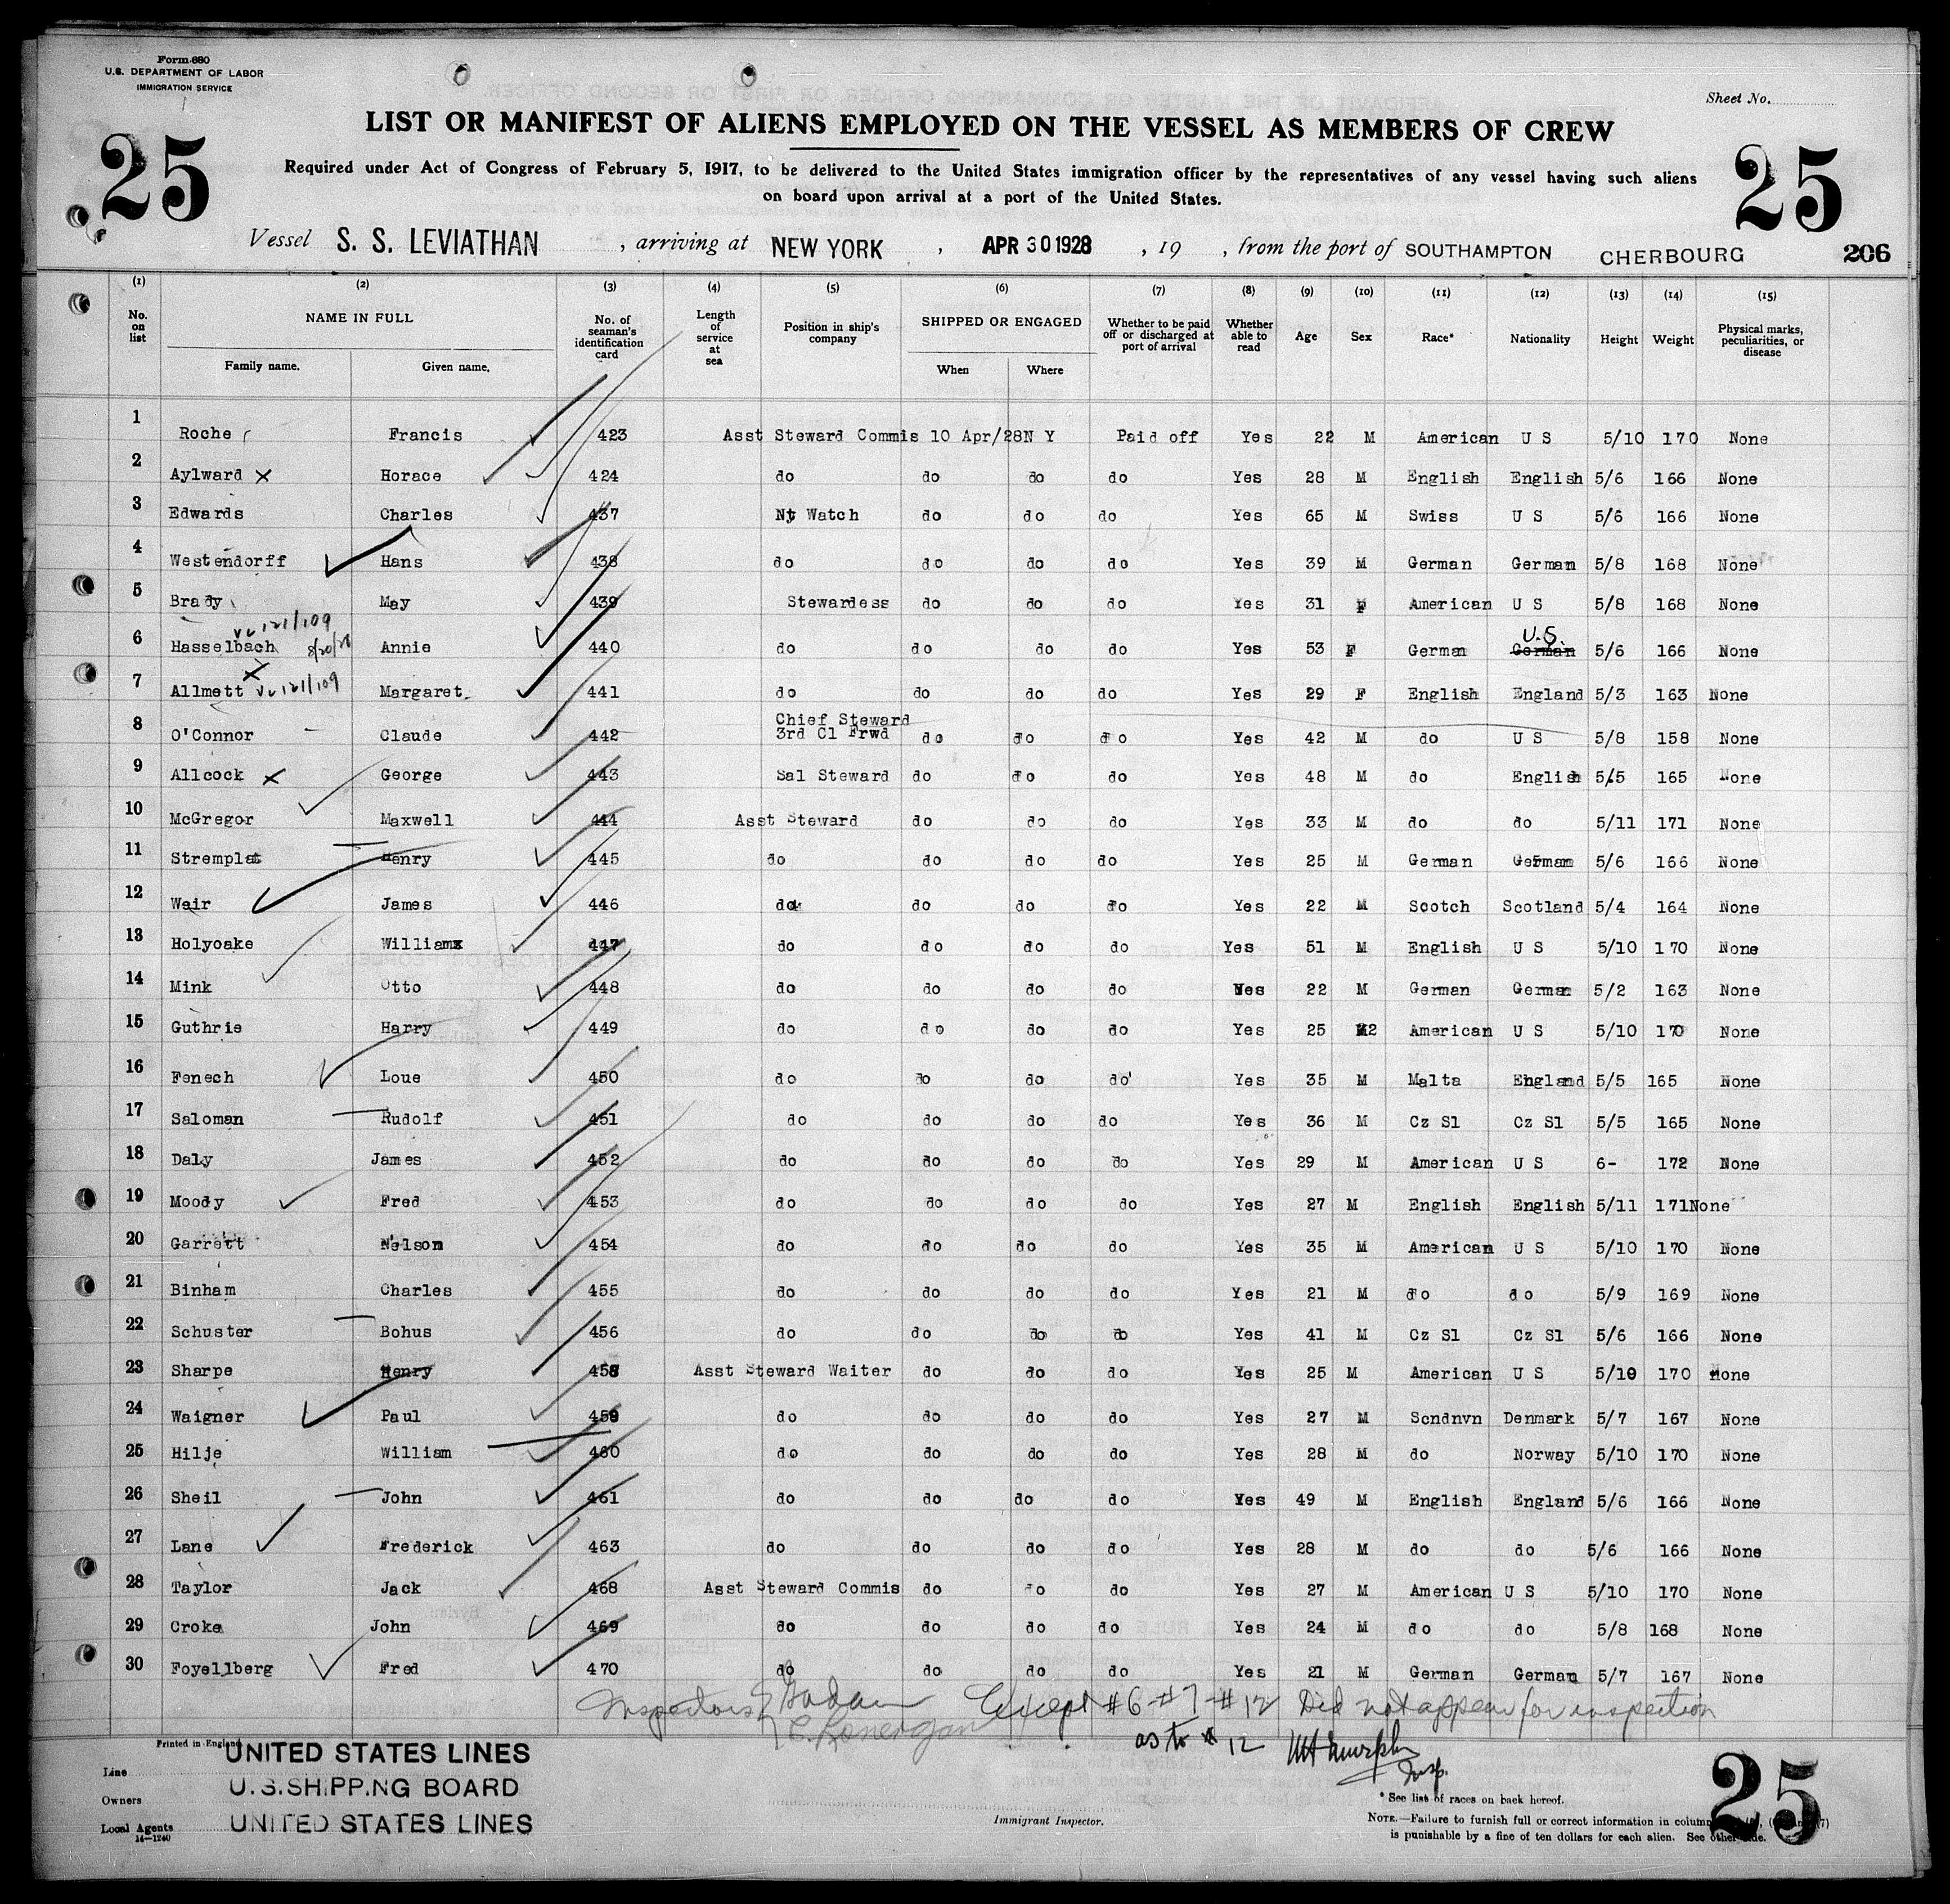 Form 680
U.S. DEPARTMENT OF LABOR
IMMIGRATION SERVICE
Sheet No.
25
25
LIST OR MANIFEST OF ALIENS EMPLOYED ON THE VESSEL AS MEMBERS OF CREW
Required under Act of Congress of February 5, 1917, to be delivered to the United States immigration officer by the representatives of any vessel having such aliens
on board upon arrival at a port of the United States.
Vessel S. S. LEVIATHAN , arriving at NEW YORK , APR 30 1928 , 19 , from the port of SOUTHAMPTON CHERBOURG 206
(1) (2) (3) (4) (5) (6) (7) (8) (9) (10) (11) (12) (13) (14) (15)
No. on list NAME IN FULL Family name. Given name. No. of seaman's identification card Length of service at sea Position in ship's company SHIPPED OR ENGAGED When Where Whether to be paid off or discharged at port of arrival Whether able to read Age Sex Race* Nationality Height Weight Physical marks, peculiarities, or disease
1 Roche Francis 423 Asst Steward Commis 10 Apr/28 N Y Paid off Yes 22 M American U S 5/10 170 None
2 Aylward x Horace 424 do do do do Yes 28 M English English 5/6 166 None
3 Edwards Charles 437 Nt Watch do do do Yes 65 M Swiss U S 5/6 166 None
4 Westendorff Hans 438 do do do do Yes 39 M German German 5/8 168 None
5 Brady May 439 Stewardess do do do Yes 31 F American U S 5/8 168 None
121/109
U.S.
6 Hasselbach Annie 440 do do do do Yes 53 F German German 5/6 166 None
7 Allmett x 121/109 Margaret 441 do do do do Yes 29 F English England 5/3 163 None
8 O'Connor Claude 442 Chief Steward 3rd Cl Frwd do do do Yes 42 M do U S 5/8 158 None
9 Allcock x George 443 Sal Steward do do do Yes 48 M do English 5/5 165 None
10 McGregor Maxwell 444 Asst Steward do do do Yes 33 M do do 5/11 171 None
11 Stremplat Henry 445 do do do do Yes 25 M German German 5/6 166 None
12 Weir James 446 do do do do Yes 22 M Scotch Scotland 5/4 164 None
13 Holyoake Williamx 447 do do do do Yes 51 M English U S 5/10 170 None
14 Mink Otto 448 do do do do Yes 22 M German German 5/2 163 None
15 Guthrie Harry 449 do do do do Yes 25 M2 American U S 5/10 170 None
16 Fenech Loue 450 do do do do Yes 35 M Malta England 5/5 165 None
17 Saloman Rudolf 451 do do do do Yes 36 M Cz Sl Cz Sl 5/5 165 None
18 Daly James 452 do do do do Yes 29 M American U S 6- 172 None
19 Moody Fred 453 do do do do Yes 27 M English English 5/11 171 None
20 Garrett Nelson 454 do do do do Yes 35 M American U S 5/10 170 None
21 Binham Charles 455 do do do do Yes 21 M do do 5/9 169 None
22 Schuster Bohus 456 do do do do Yes 41 M Cz Sl Cz Sl 5/6 166 None
23 Sharpe Henry 458 Asst Steward Waiter do do do Yes 25 M American U S 5/10 170 None
24 Waigner Paul 459 do do do do Yes 27 M Scndnvn Denmark 5/7 167 None
25 Hilje William 460 do do do do Yes 28 M do Norway 5/10 170 None
26 Sheil John 461 do do do do Yes 49 M English England 5/6 166 None
27 Lane Frederick 463 do do do do Yes 28 M do do 5/6 166 None
28 Taylor Jack 468 Asst Steward Commis do do do Yes 27 M American U S 5/10 170 None
29 Croke John 469 do do do do Yes 24 M do do 5/8 168 None
30 Foyellberg Fred 470 do do do do Yes 21 M German German 5/7 167 None
Inspectors Except #6-#7-#12 Did not appear for inspection
as to # 12 Murphy
Insp.
Printed in England
Line UNITED STATES LINES
Owners U.S.SHIPPING BOARD
Local Agents UNITED STATES LINES
14—1240
Immigrant Inspector.
* See list of races on back hereof.
NOTE.—Failure to furnish full or correct information in column (7)
is punishable by a fine of ten dollars for each alien. See other side.
25